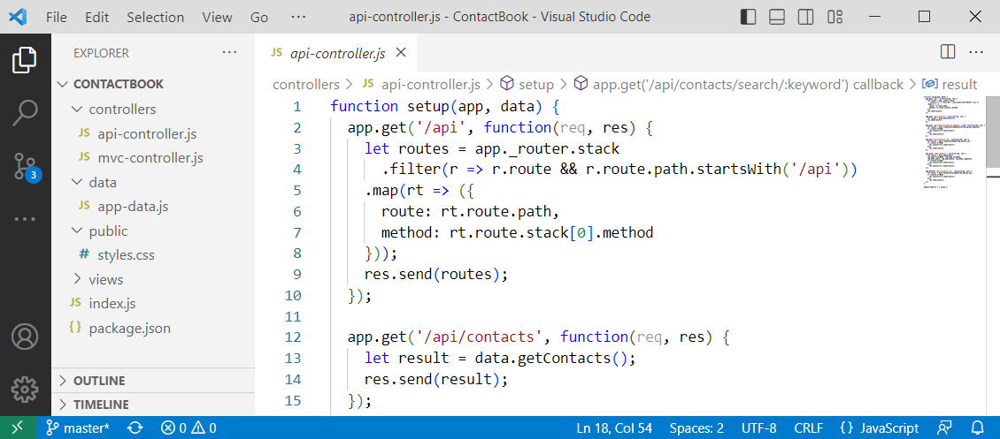 File Edit Selection View Go ··· api-controller.js - ContactBook - Visual Studio Code
EXPLORER ···
CONTACTBOOK
controllers
JS api-controller.js
JS mvc-controller.js
data
JS app-data.js
public
# styles.css
views
JS index.js
{} package.json
OUTLINE
TIMELINE
3
JS api-controller.js
controllers > JS api-controller.js > setup > app.get('/api/contacts/search/:keyword') callback > result
1 function setup(app, data) {
2 app.get('/api', function(req, res) {
3 let routes = app._router.stack
4 .filter(r => r.route && r.route.path.startsWith('/api'))
5 .map(rt => ({
6 route: rt.route.path,
7 method: rt.route.stack[0].method
8 }));
9 res.send(routes);
10 });
11
12 app.get('/api/contacts', function(req, res) {
13 let result = data.getContacts();
14 res.send(result);
15 });
master* 0 0 Ln 18, Col 54 Spaces: 2 UTF-8 CRLF {} JavaScript